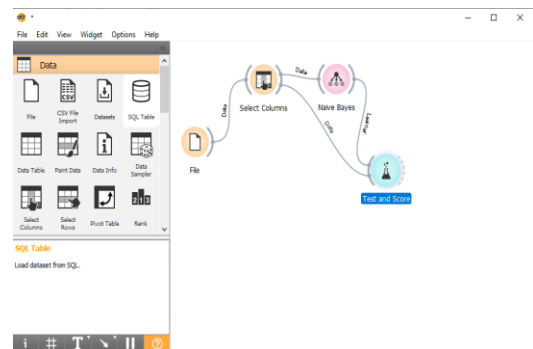 *
File Edit View Widget Options Help
Data
File CSV File Import Datasets SQL Table
Data Table Paint Data Data Info Data Sampler
Select Columns Select Rows Pivot Table Rank
SQL Table
Load dataset from SQL.
File
Data
Select Columns
Data
Naive Bayes
Data
Learner
Test and Score